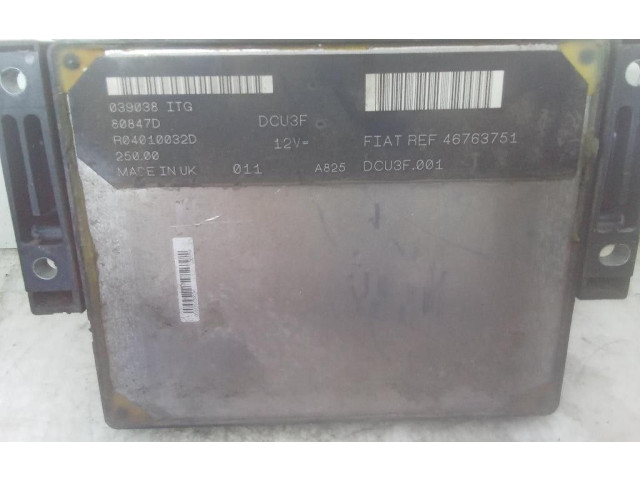 039038 ITG
80847D DCU3F
R04010032D 12V= FIAT REF 46763751
250.00
MADE IN UK 011 A825 DCU3F.001